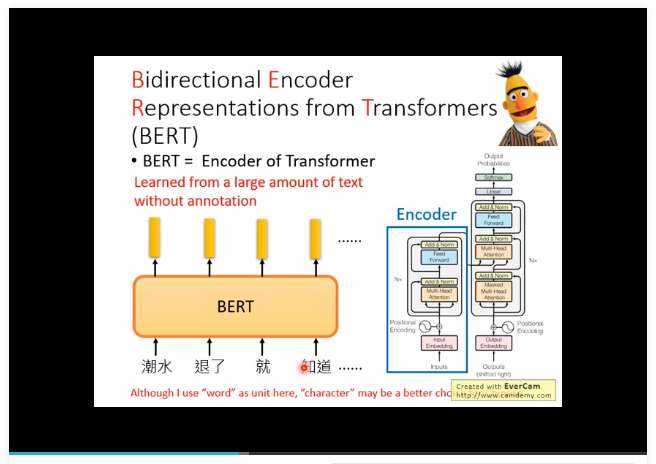 Bidirectional Encoder
Representations from Transformers
(BERT)
• BERT = Encoder of Transformer
Learned from a large amount of text
without annotation
......
BERT
潮水 退了 就 知道 ......
Encoder
Output
Probabilities
Softmax
Linear
Add & Norm
Feed
Forward
Add & Norm
Multi-Head
Attention
Add & Norm
Masked
Multi-Head
Attention
Nx
Positional
Encoding
Output
Embedding
Outputs
(shifted right)
Add & Norm
Feed
Forward
Add & Norm
Multi-Head
Attention
Nx
Positional
Encoding
Input
Embedding
Inputs
Although I use “word” as unit here, “character” may be a better
Created with EverCam.
http://www.camdemy.com